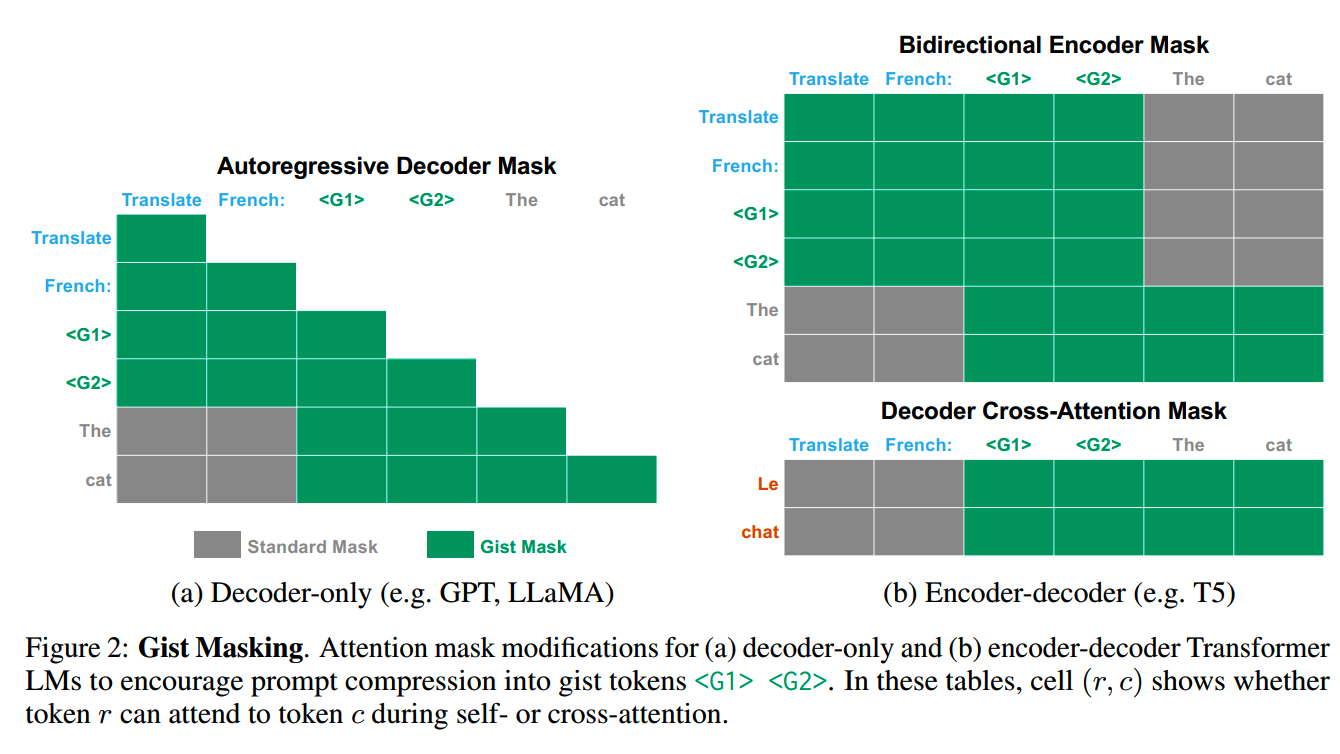 Autoregressive Decoder Mask
Translate French: <G1> <G2> The cat
Translate
French:
<G1>
<G2>
The
cat
Standard Mask Gist Mask
(a) Decoder-only (e.g. GPT, LLaMA)
Bidirectional Encoder Mask
Translate French: <G1> <G2> The cat
Translate
French:
<G1>
<G2>
The
cat
Decoder Cross-Attention Mask
Translate French: <G1> <G2> The cat
Le
chat
(b) Encoder-decoder (e.g. T5)
Figure 2: Gist Masking. Attention mask modifications for (a) decoder-only and (b) encoder-decoder Transformer
LMs to encourage prompt compression into gist tokens <G1> <G2>. In these tables, cell (r, c) shows whether
token r can attend to token c during self- or cross-attention.